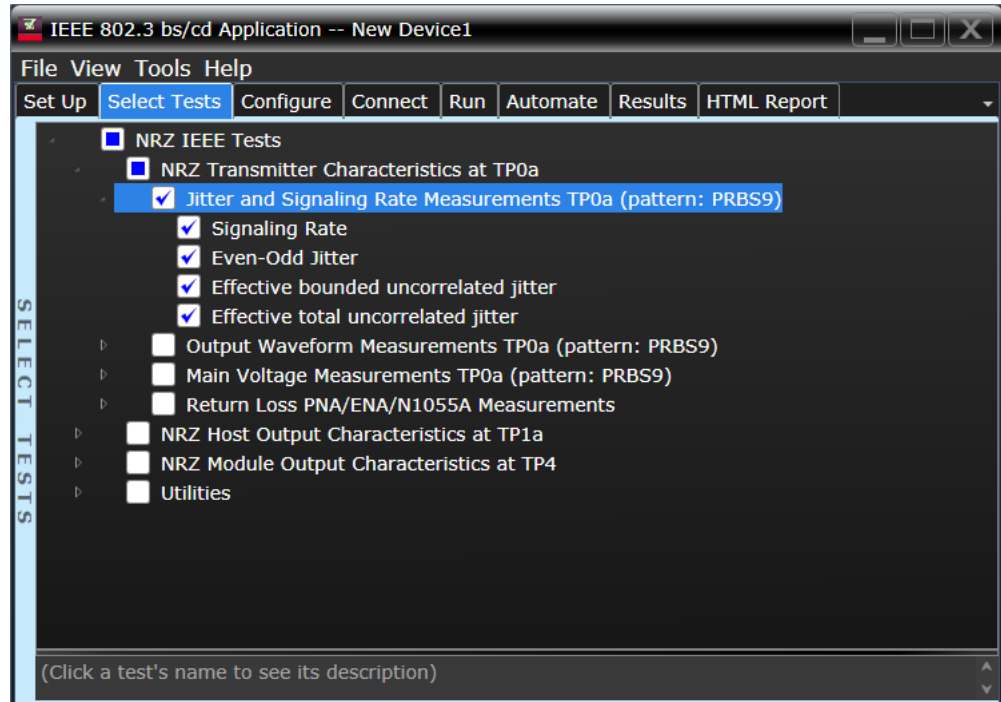 IEEE 802.3 bs/cd Application -- New Device1
File View Tools Help
Set Up Select Tests Configure Connect Run Automate Results HTML Report
NRZ IEEE Tests
NRZ Transmitter Characteristics at TP0a
Jitter and Signaling Rate Measurements TP0a (pattern: PRBS9)
Signaling Rate
Even-Odd Jitter
Effective bounded uncorrelated jitter
Effective total uncorrelated jitter
Output Waveform Measurements TP0a (pattern: PRBS9)
Main Voltage Measurements TP0a (pattern: PRBS9)
Return Loss PNA/ENA/N1055A Measurements
NRZ Host Output Characteristics at TP1a
NRZ Module Output Characteristics at TP4
Utilities
SELECT TESTS
(Click a test's name to see its description)